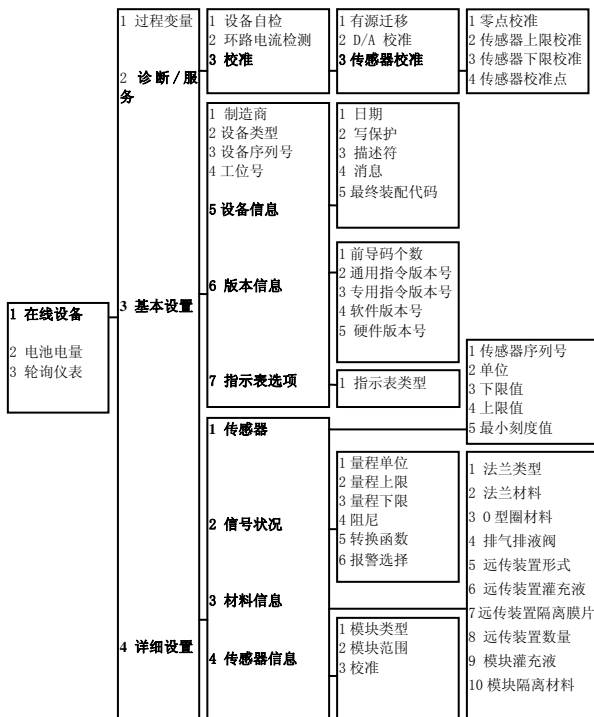 1 在线设备
2 电池电量
3 轮询仪表
1 过程变量
2 诊断/服
务
3 基本设置
4 详细设置
1 设备自检
2 环路电流检测
3 校准
1 有源迁移
2 D/A 校准
3 传感器校准
1 零点校准
2 传感器上限校准
3 传感器下限校准
4 传感器校准点
1 制造商
2 设备类型
3 设备序列号
4 工位号
5 设备信息
6 版本信息
7 指示表选项
1 日期
2 写保护
3 描述符
4 消息
5 最终装配代码
1 前导码个数
2 通用指令版本号
3 专用指令版本号
4 软件版本号
5 硬件版本号
1 指示表类型
1 传感器
2 信号状况
3 材料信息
4 传感器信息
1 传感器序列号
2 单位
3 下限值
4 上限值
5 最小刻度值
1 量程单位
2 量程上限
3 量程下限
4 阻尼
5 转换函数
6 报警选择
1 法兰类型
2 法兰材料
3 O 型圈材料
4 排气排液阀
5 远传装置形式
6 远传装置灌充液
7 远传装置隔离膜片
8 远传装置数量
9 模块灌充液
10 模块隔离材料
1 模块类型
2 模块范围
3 校准